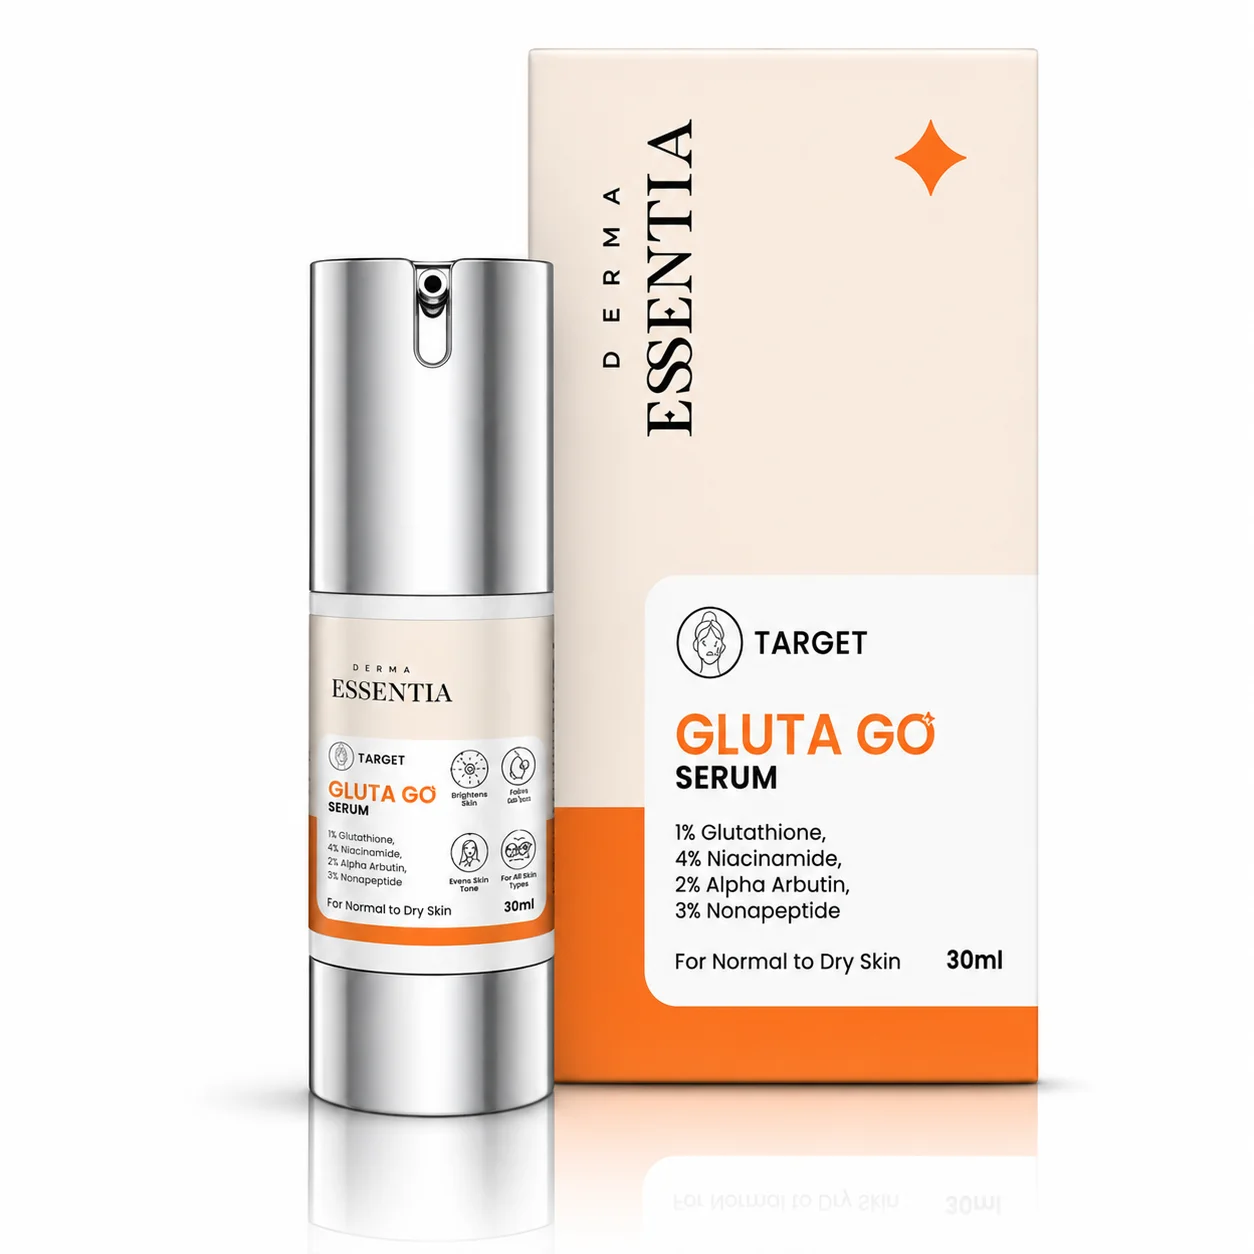 DERMA
ESSENTIA
TARGET
GLUTA GO
SERUM
1% Glutathione,
4% Niacinamide,
2% Alpha Arbutin,
3% Nonapeptide
For Normal to Dry Skin
30ml
Brightens
Skin
Evens Skin
Tone
For All Skin
Types
DERMA
ESSENTIA
TARGET
GLUTA GO
SERUM
1% Glutathione,
4% Niacinamide,
2% Alpha Arbutin,
3% Nonapeptide
For Normal to Dry Skin
30ml